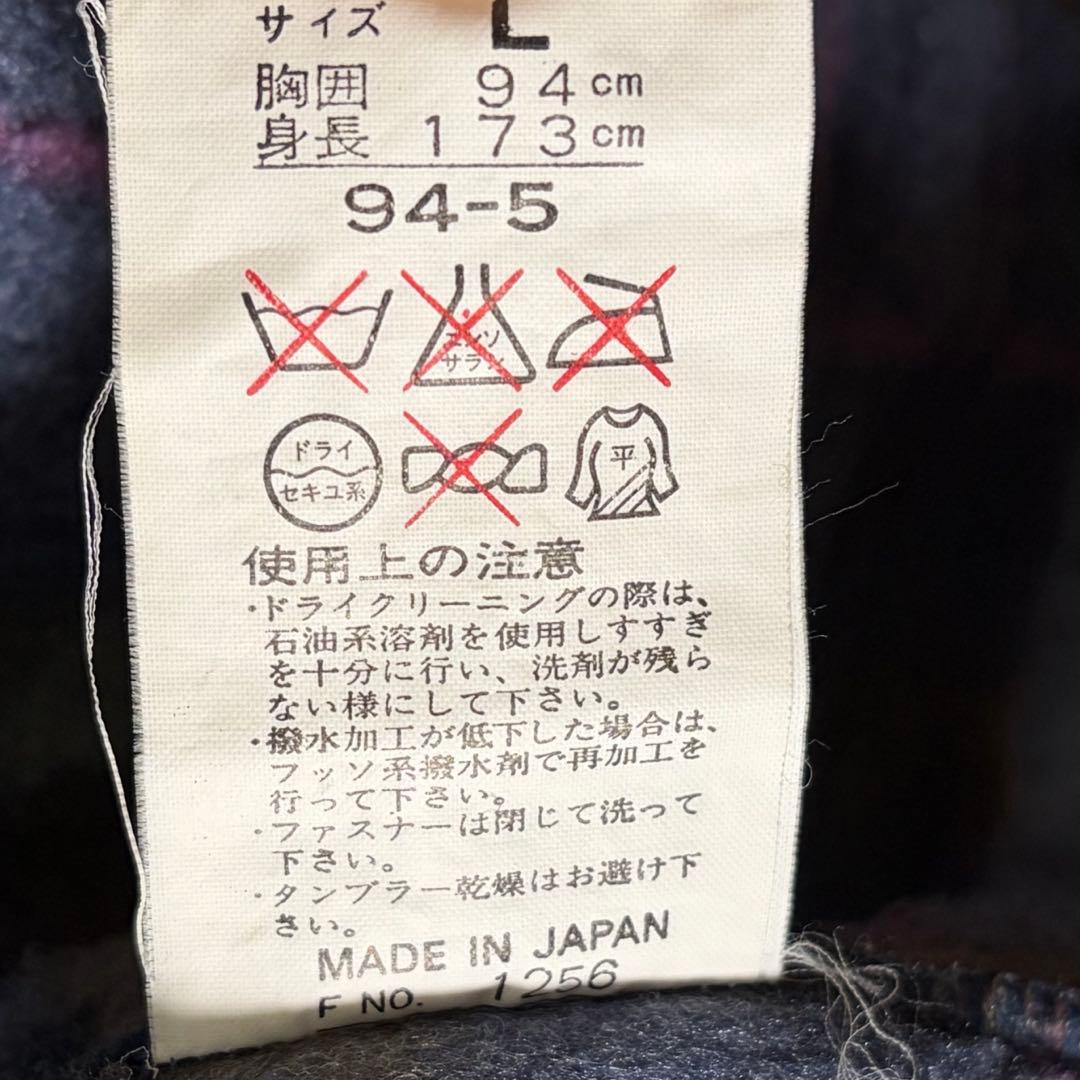 サイズ L
胸囲 94cm
身長 173cm
94-5
エンソ
サラシ
ドライ
セキユ系
平
使用上の注意
・ドライクリーニングの際は、
石油系溶剤を使用しすすぎ
を十分に行い、洗剤が残ら
ない様にして下さい。
・撥水加工が低下した場合は、
フッソ系撥水剤で再加工を
行って下さい。
・ファスナーは閉じて洗って
下さい。
・タンブラー乾燥はお避け下
さい。
MADE IN JAPAN
F NO. 1256